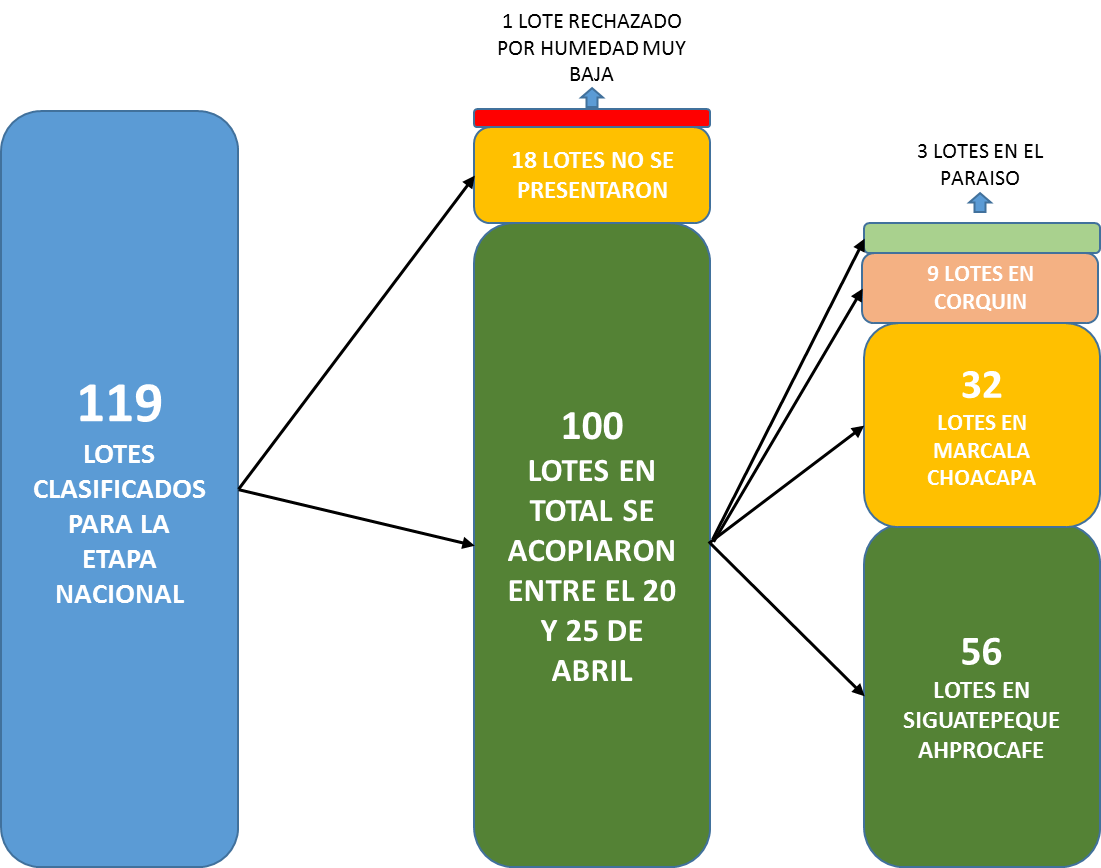 119
LOTES
CLASIFICADOS
PARA LA
ETAPA
NACIONAL
1 LOTE RECHAZADO
POR HUMEDAD MUY
BAJA
18 LOTES NO SE
PRESENTARON
100
LOTES EN
TOTAL SE
ACOPIARON
ENTRE EL 20
Y 25 DE
ABRIL
3 LOTES EN EL
PARAISO
9 LOTES EN
CORQUIN
32
LOTES EN
MARCALA
CHOACAPA
56
LOTES EN
SIGUATEPEQUE
AHPROCAFE